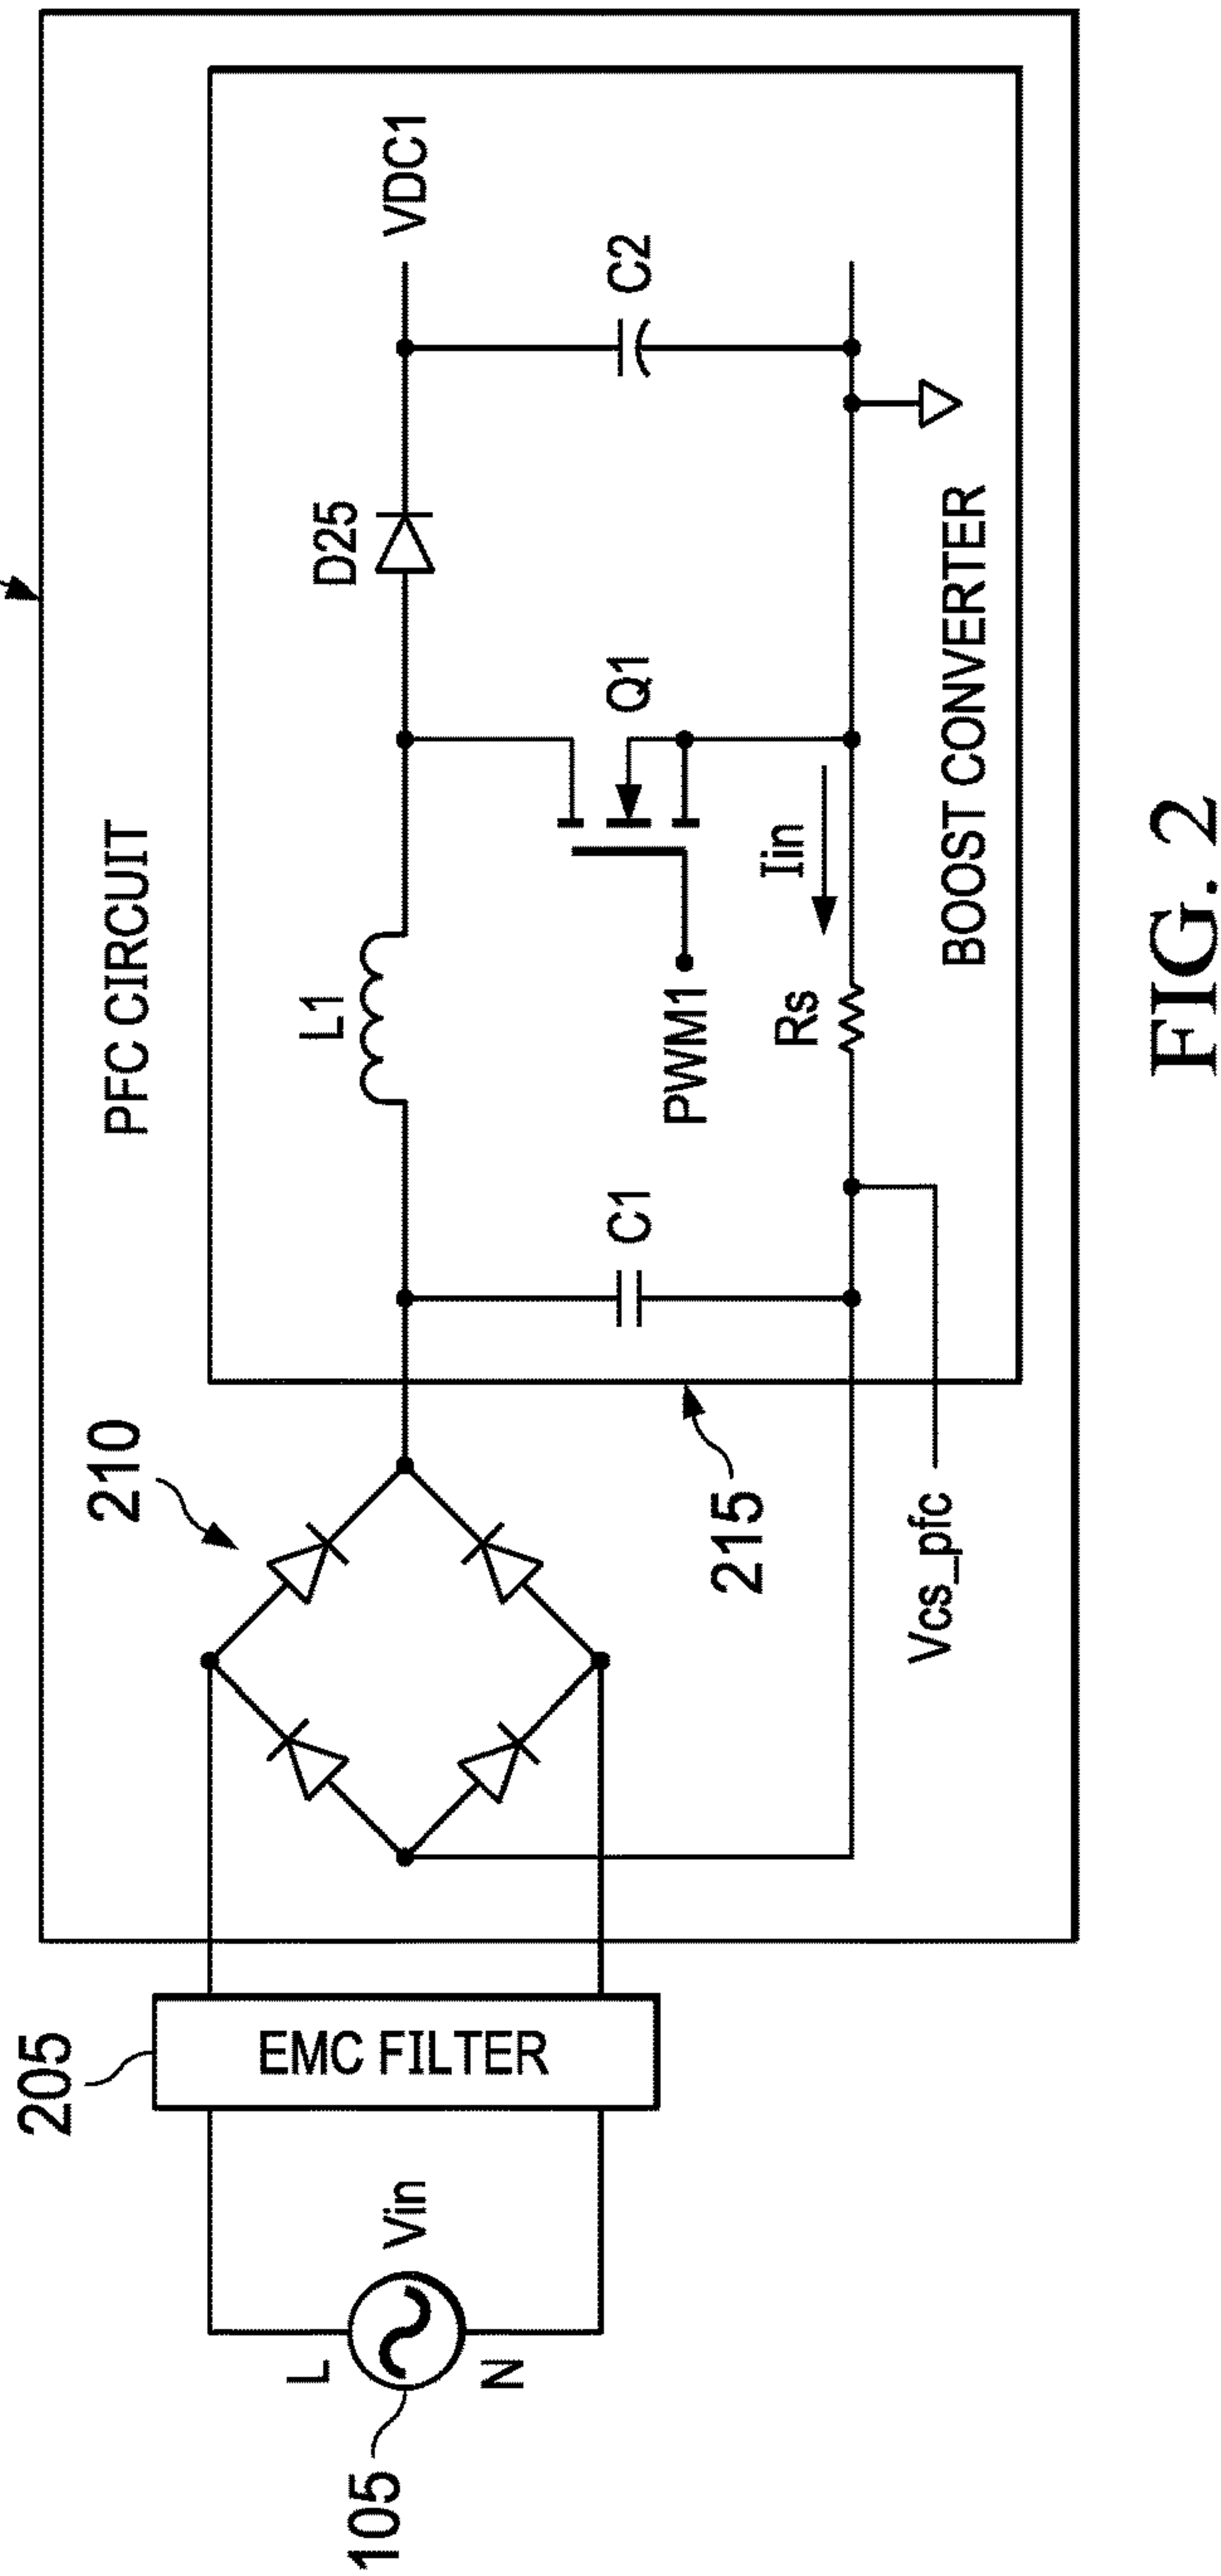 PFC CIRCUIT
210
205
L1
D25
VDC1
105
L
Vin
N
EMC FILTER
C1
PWM1
Q1
C2
215
Rs
Iin
Vcs_pfc
BOOST CONVERTER
FIG. 2